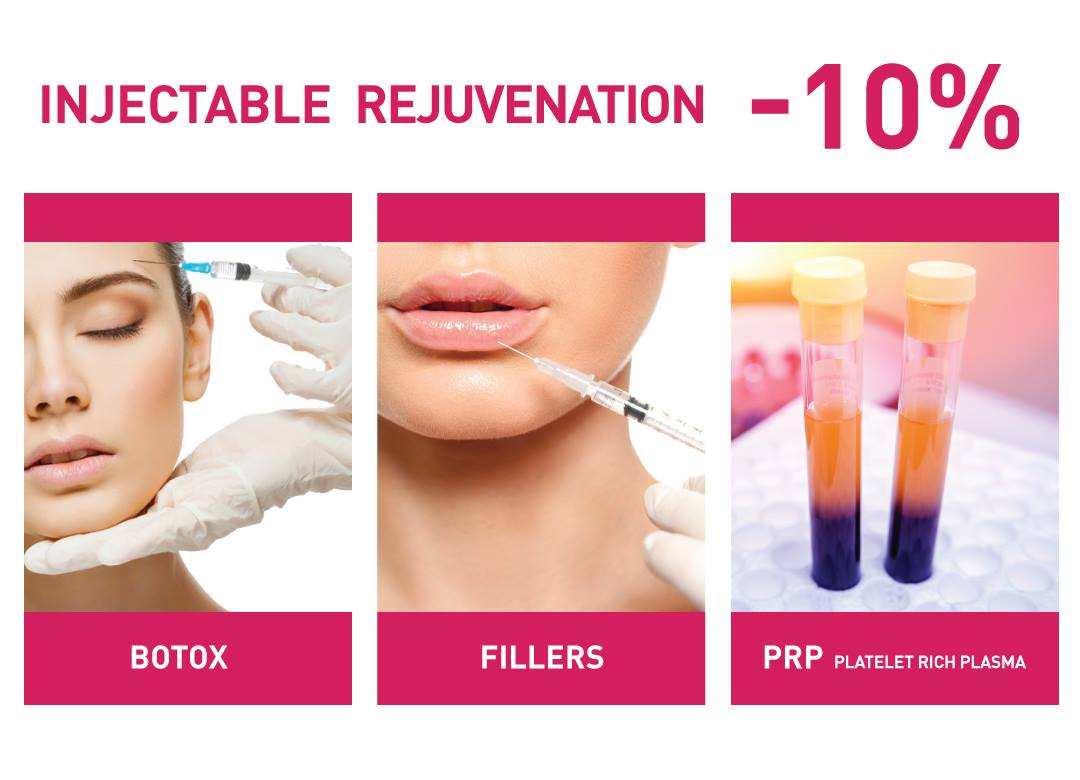 INJECTABLE REJUVENATION -10%
BOTOX
FILLERS
PRP PLATELET RICH PLASMA